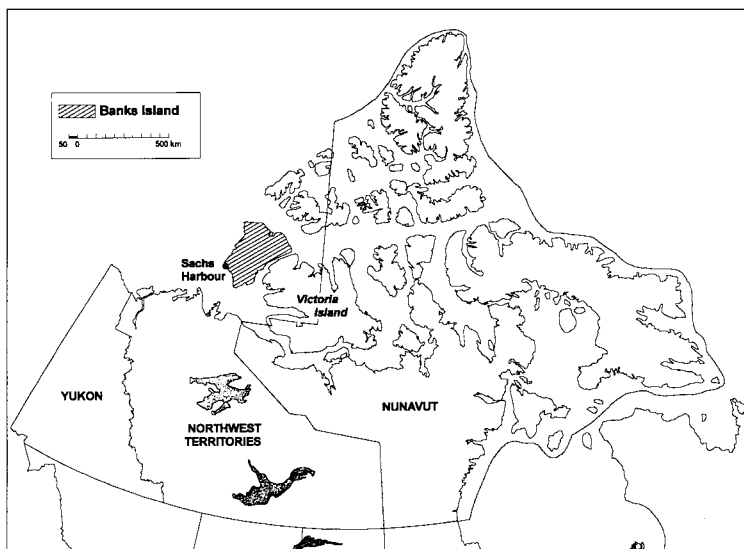 Banks Island
50 0 500 km
Sachs
Harbour
Victoria
Island
YUKON
NORTHWEST
TERRITORIES
NUNAVUT